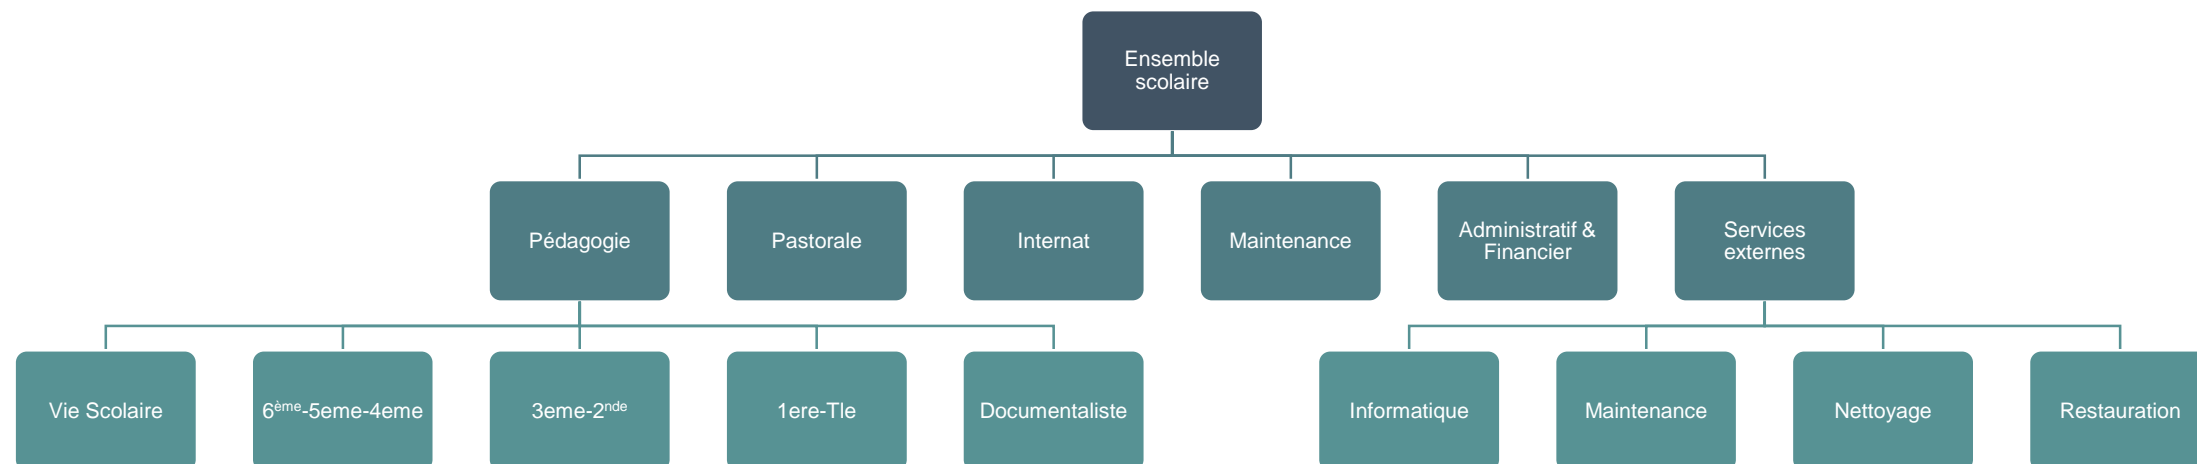 Ensemble
scolaire
Pédagogie
Pastorale
Internat
Maintenance
Administratif &
Financier
Services
externes
Vie Scolaire
6ème-5eme-4eme
3eme-2nde
1ere-Tle
Documentaliste
Informatique
Maintenance
Nettoyage
Restauration